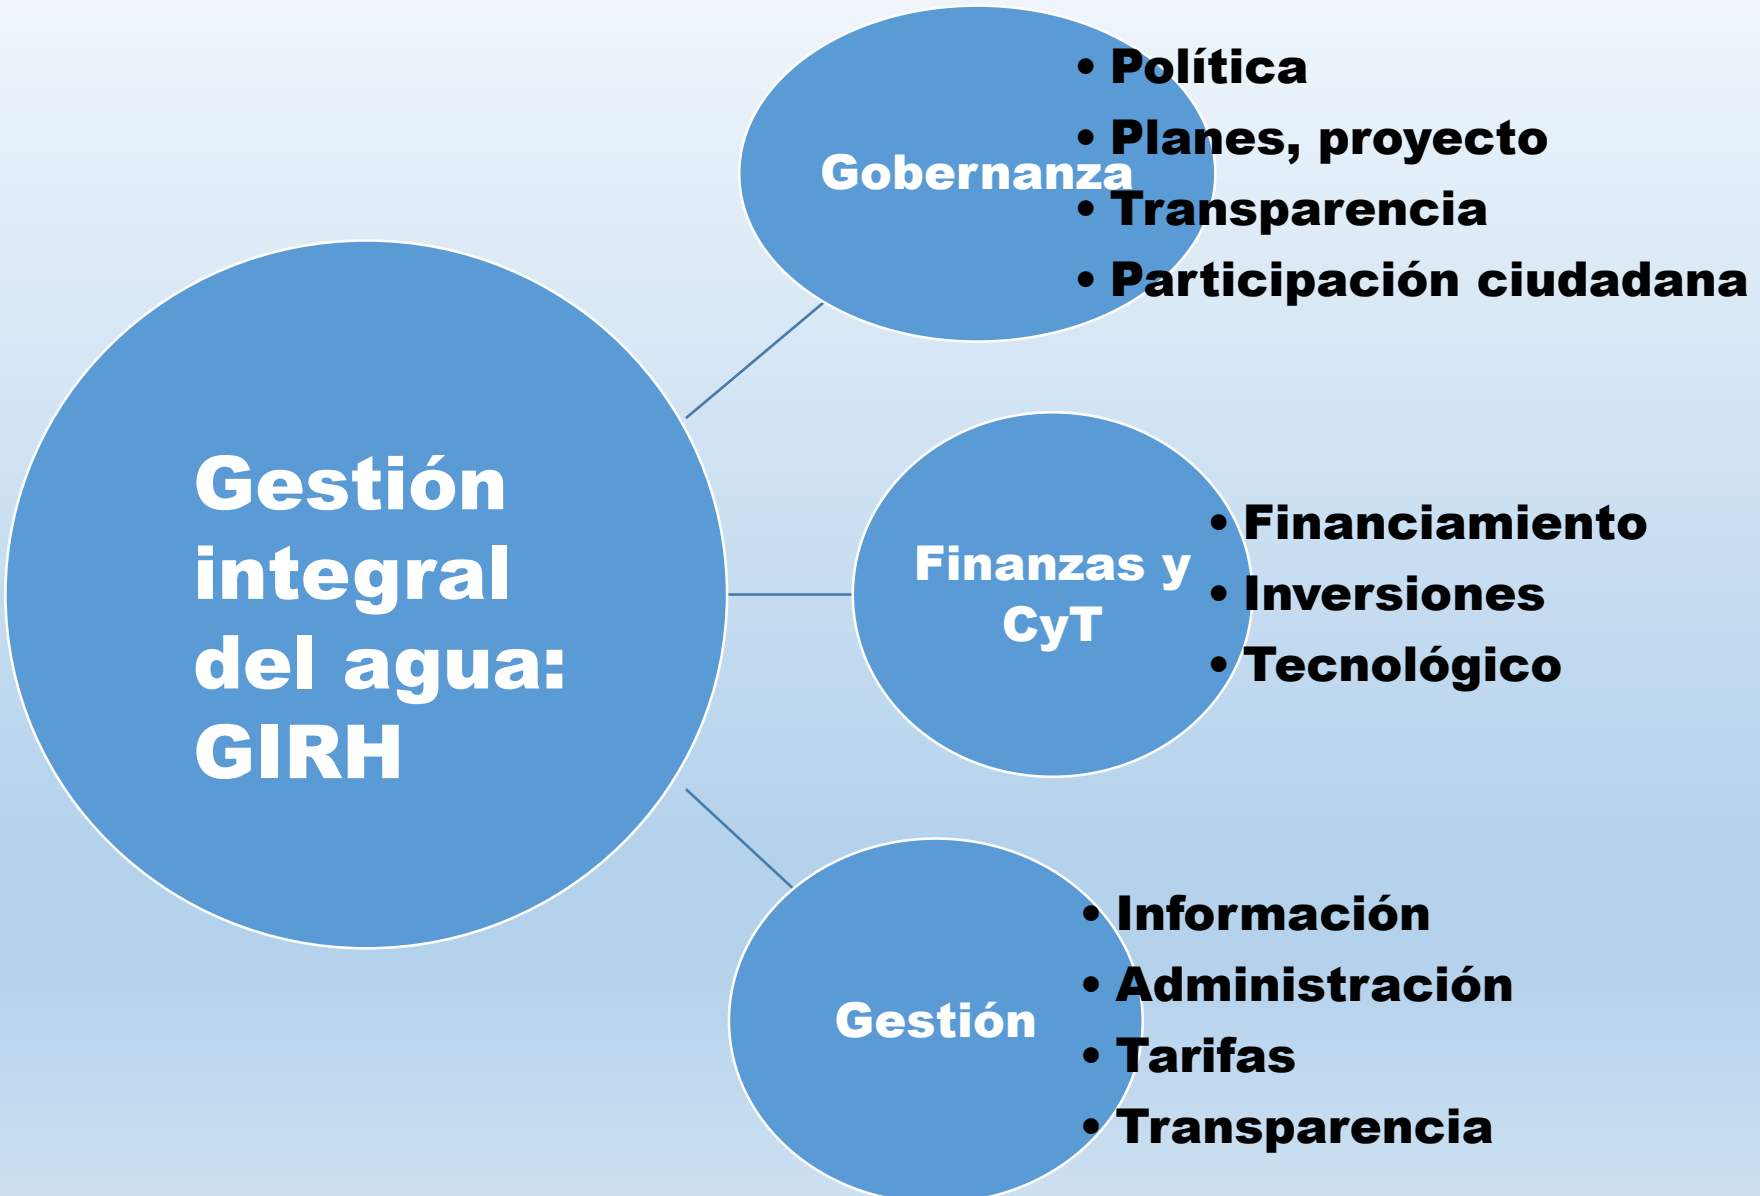 Gestión
integral
del agua:
GIRH
Gobernanza
• Política
• Planes, proyecto
• Transparencia
• Participación ciudadana
Finanzas y
CyT
• Financiamiento
• Inversiones
• Tecnológico
Gestión
• Información
• Administración
• Tarifas
• Transparencia